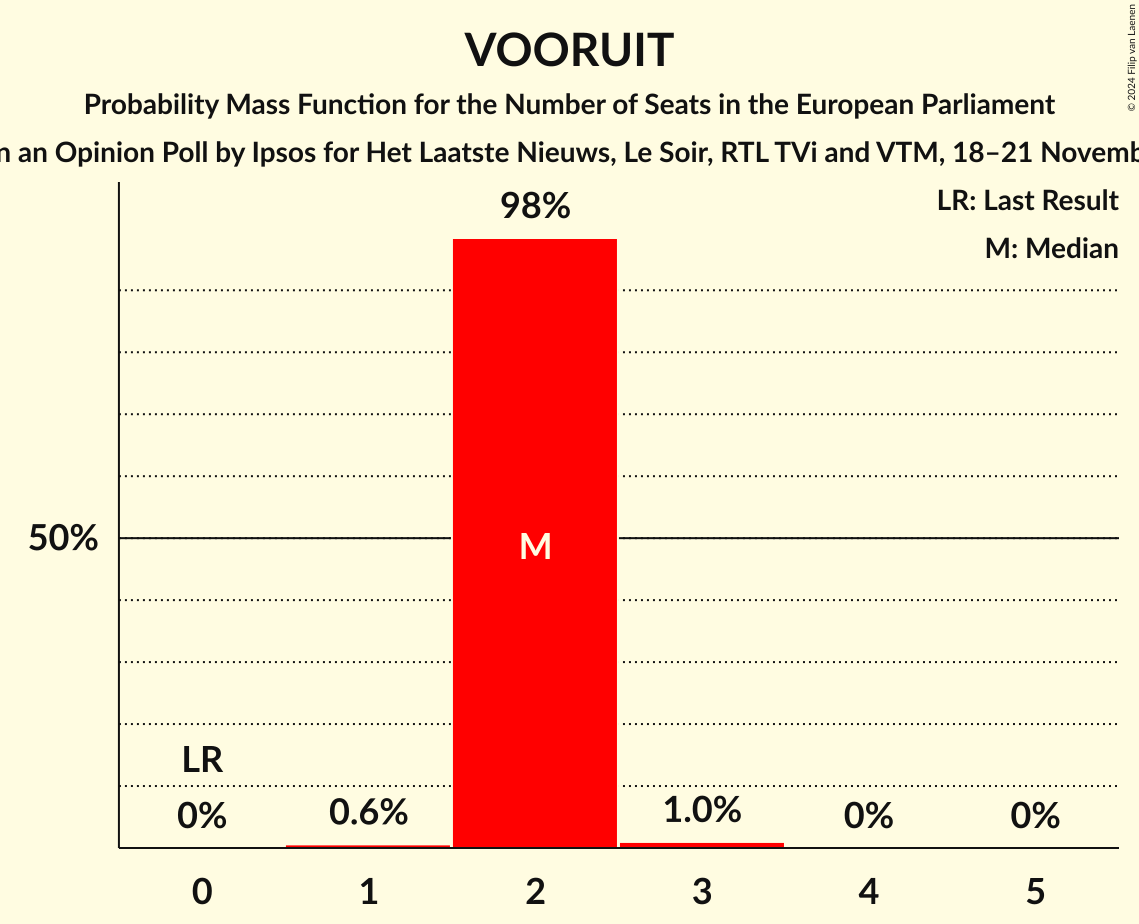 VOORUIT
Probability Mass Function for the Number of Seats in the European Parliament
an Opinion Poll by Ipsos for Het Laatste Nieuws, Le Soir, RTL TVi and VTM, 18–21
© 2024 Filip van Laenen
LR: Last Result
M: Median
98%
50%
M
LR
0%
0.6%
1.0%
0%
0%
0
1
2
3
4
5